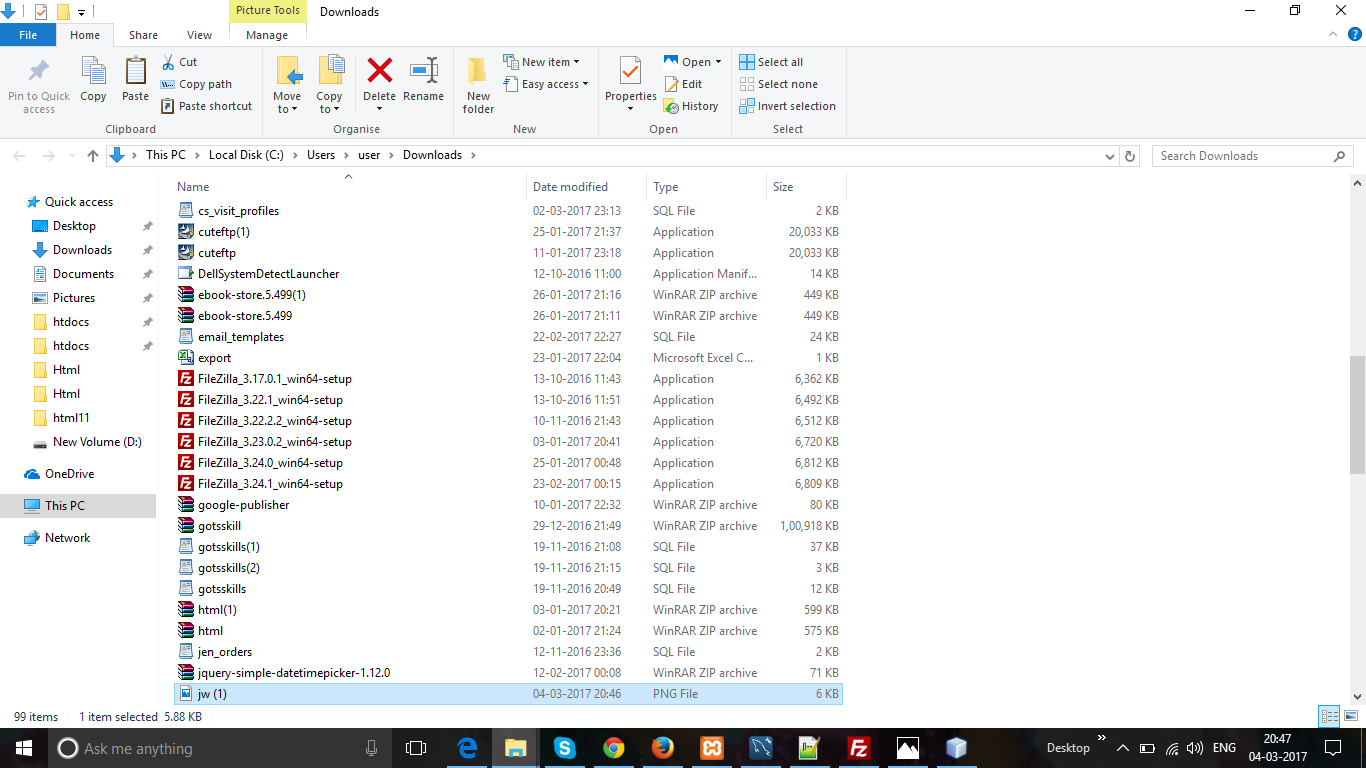 Picture Tools Downloads
File Home Share View Manage
Pin to Quick access
Copy
Paste
Cut
Copy path
Paste shortcut
Clipboard
Move to
Copy to
Delete
Rename
Organise
New folder
New item
Easy access
New
Properties
Open
Edit
History
Open
Select all
Select none
Invert selection
Select
This PC Local Disk (C:) Users user Downloads
Search Downloads
Quick access
Desktop
Downloads
Documents
Pictures
htdocs
htdocs
Html
Html
html11
New Volume (D:)
OneDrive
This PC
Network
Name Date modified Type Size
cs_visit_profiles 02-03-2017 23:13 SQL File 2 KB
cuteftp(1) 25-01-2017 21:37 Application 20,033 KB
cuteftp 11-01-2017 23:18 Application 20,033 KB
DellSystemDetectLauncher 12-10-2016 11:00 Application Manif... 14 KB
ebook-store.5.499(1) 26-01-2017 21:16 WinRAR ZIP archive 449 KB
ebook-store.5.499 26-01-2017 21:11 WinRAR ZIP archive 449 KB
email_templates 22-02-2017 22:27 SQL File 24 KB
export 23-01-2017 22:04 Microsoft Excel C... 1 KB
FileZilla_3.17.0.1_win64-setup 13-10-2016 11:43 Application 6,362 KB
FileZilla_3.22.1_win64-setup 13-10-2016 11:51 Application 6,492 KB
FileZilla_3.22.2.2_win64-setup 10-11-2016 21:43 Application 6,512 KB
FileZilla_3.23.0.2_win64-setup 03-01-2017 20:41 Application 6,720 KB
FileZilla_3.24.0_win64-setup 25-01-2017 00:48 Application 6,812 KB
FileZilla_3.24.1_win64-setup 23-02-2017 00:15 Application 6,809 KB
google-publisher 10-01-2017 22:32 WinRAR ZIP archive 80 KB
gotsskill 29-12-2016 21:49 WinRAR ZIP archive 1,00,918 KB
gotsskills(1) 19-11-2016 21:08 SQL File 37 KB
gotsskills(2) 19-11-2016 21:15 SQL File 3 KB
gotsskills 19-11-2016 20:49 SQL File 12 KB
html(1) 03-01-2017 20:21 WinRAR ZIP archive 599 KB
html 02-01-2017 21:24 WinRAR ZIP archive 575 KB
jen_orders 12-11-2016 23:36 SQL File 2 KB
jquery-simple-datetimepicker-1.12.0 12-02-2017 00:08 WinRAR ZIP archive 71 KB
jw (1) 04-03-2017 20:46 PNG File 6 KB
99 items 1 item selected 5.88 KB
Ask me anything
Desktop
ENG
20:47
04-03-2017